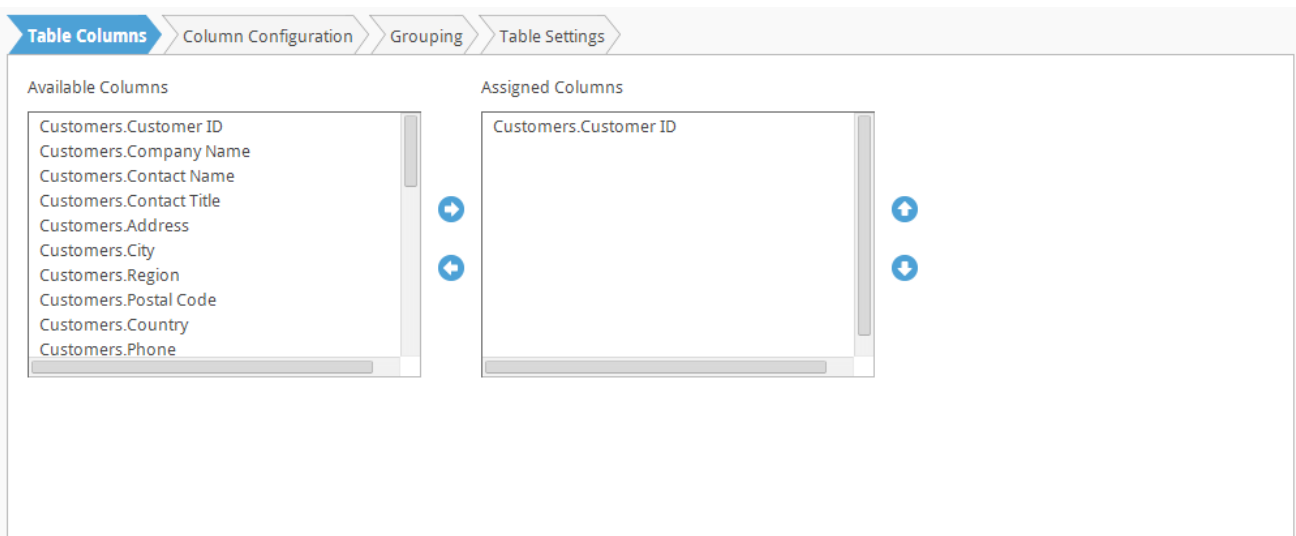 Table Columns Column Configuration Grouping Table Settings
Available Columns Assigned Columns
Customers.Customer ID Customers.Customer ID
Customers.Company Name
Customers.Contact Name
Customers.Contact Title
Customers.Address
Customers.City
Customers.Region
Customers.Postal Code
Customers.Country
Customers.Phone